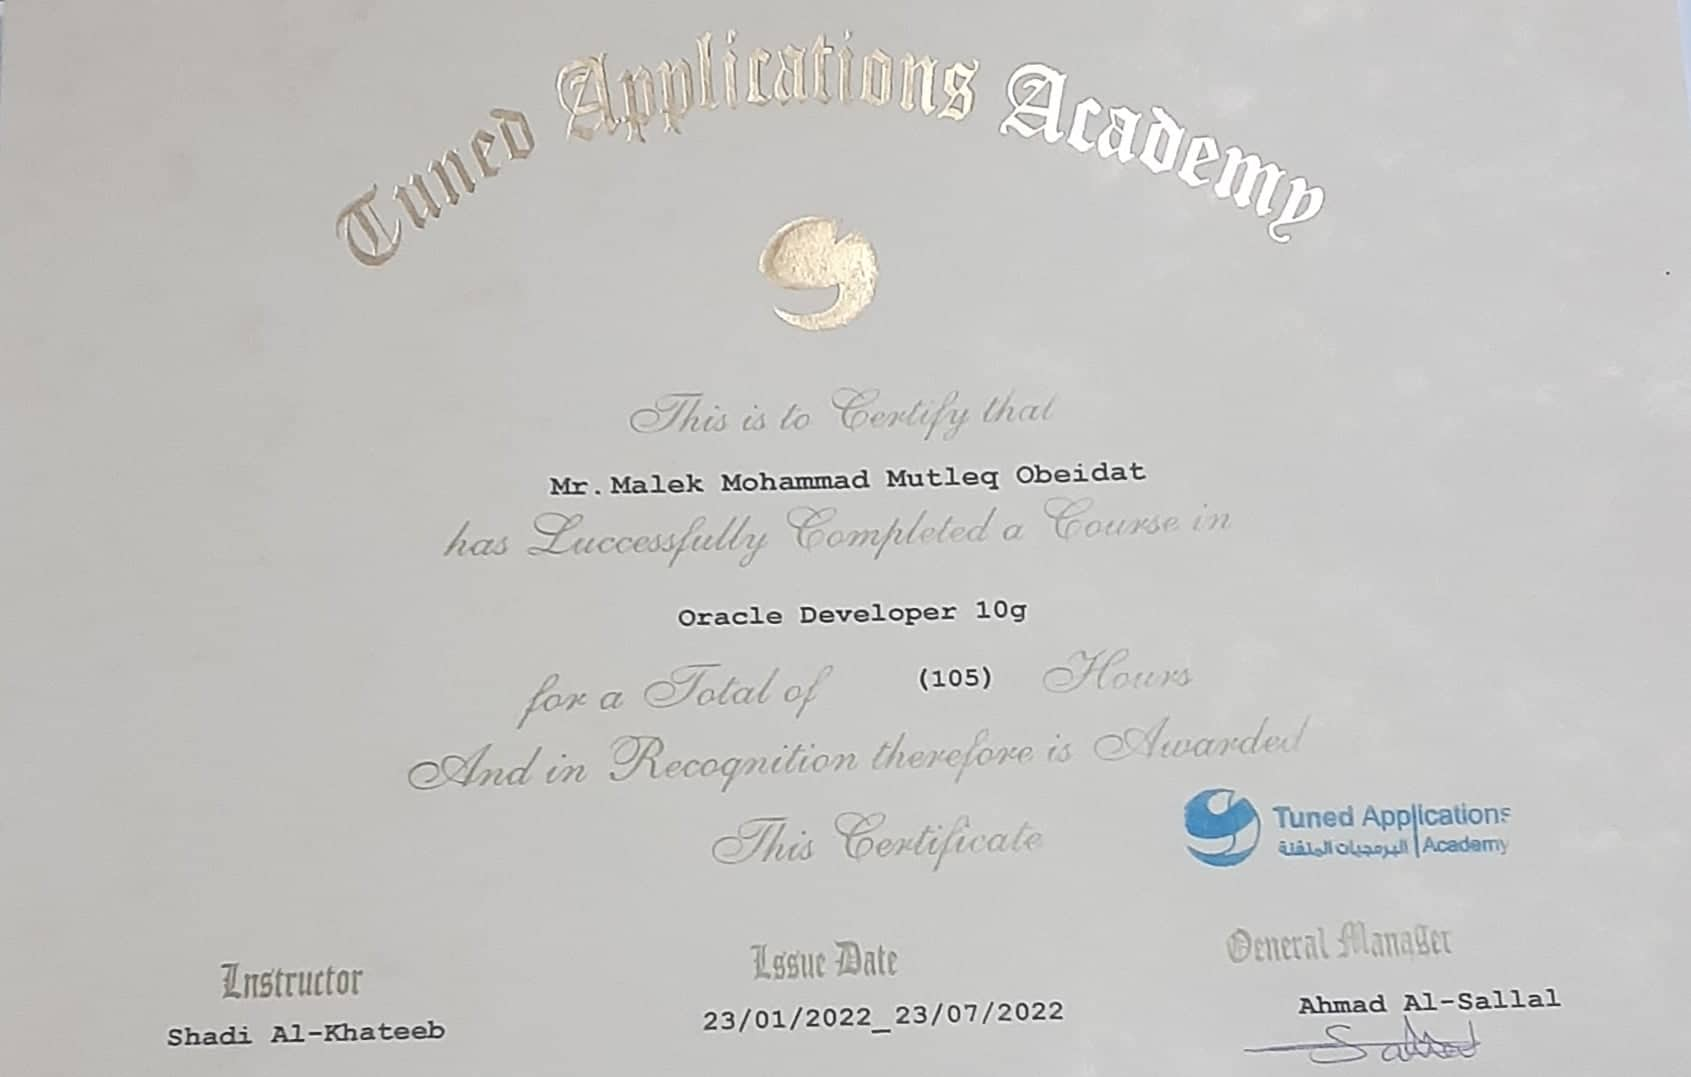 Tuned Applications Academy
This is to Certify that
Mr.Malek Mohammad Mutleq Obeidat
has Successfully Completed a Course in
Oracle Developer 10g
for a Total of (105) Hours
And in Recognition therefore is Awarded
This Certificate
Tuned Applications
البرمجيات المتقنة Academy
Instructor
Shadi Al-Khateeb
Issue Date
23/01/2022_23/07/2022
General Manager
Ahmad Al-Sallal